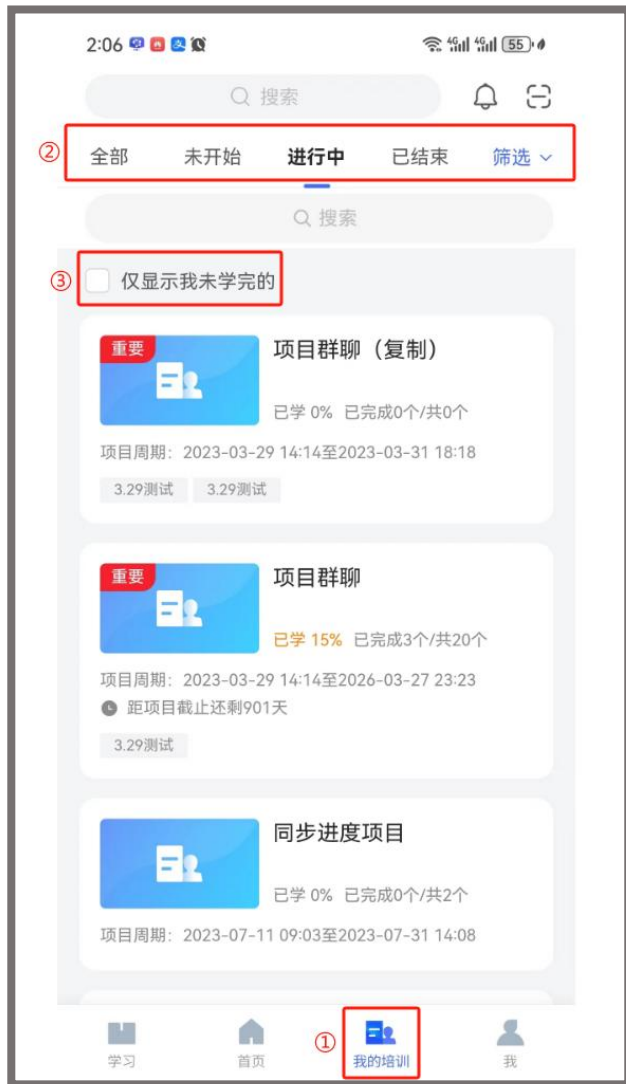 2:06 4G 4G 55
搜索
② 全部 未开始 进行中 已结束 筛选
搜索
③ 仅显示我未学完的
重要 项目群聊（复制）
已学 0% 已完成0个/共0个
项目周期：2023-03-29 14:14至2023-03-31 18:18
3.29测试 3.29测试
重要 项目群聊
已学 15% 已完成3个/共20个
项目周期：2023-03-29 14:14至2026-03-27 23:23
距项目截止还剩901天
3.29测试
同步进度项目
已学 0% 已完成0个/共2个
项目周期：2023-07-11 09:03至2023-07-31 14:08
①
学习 首页 我的培训 我